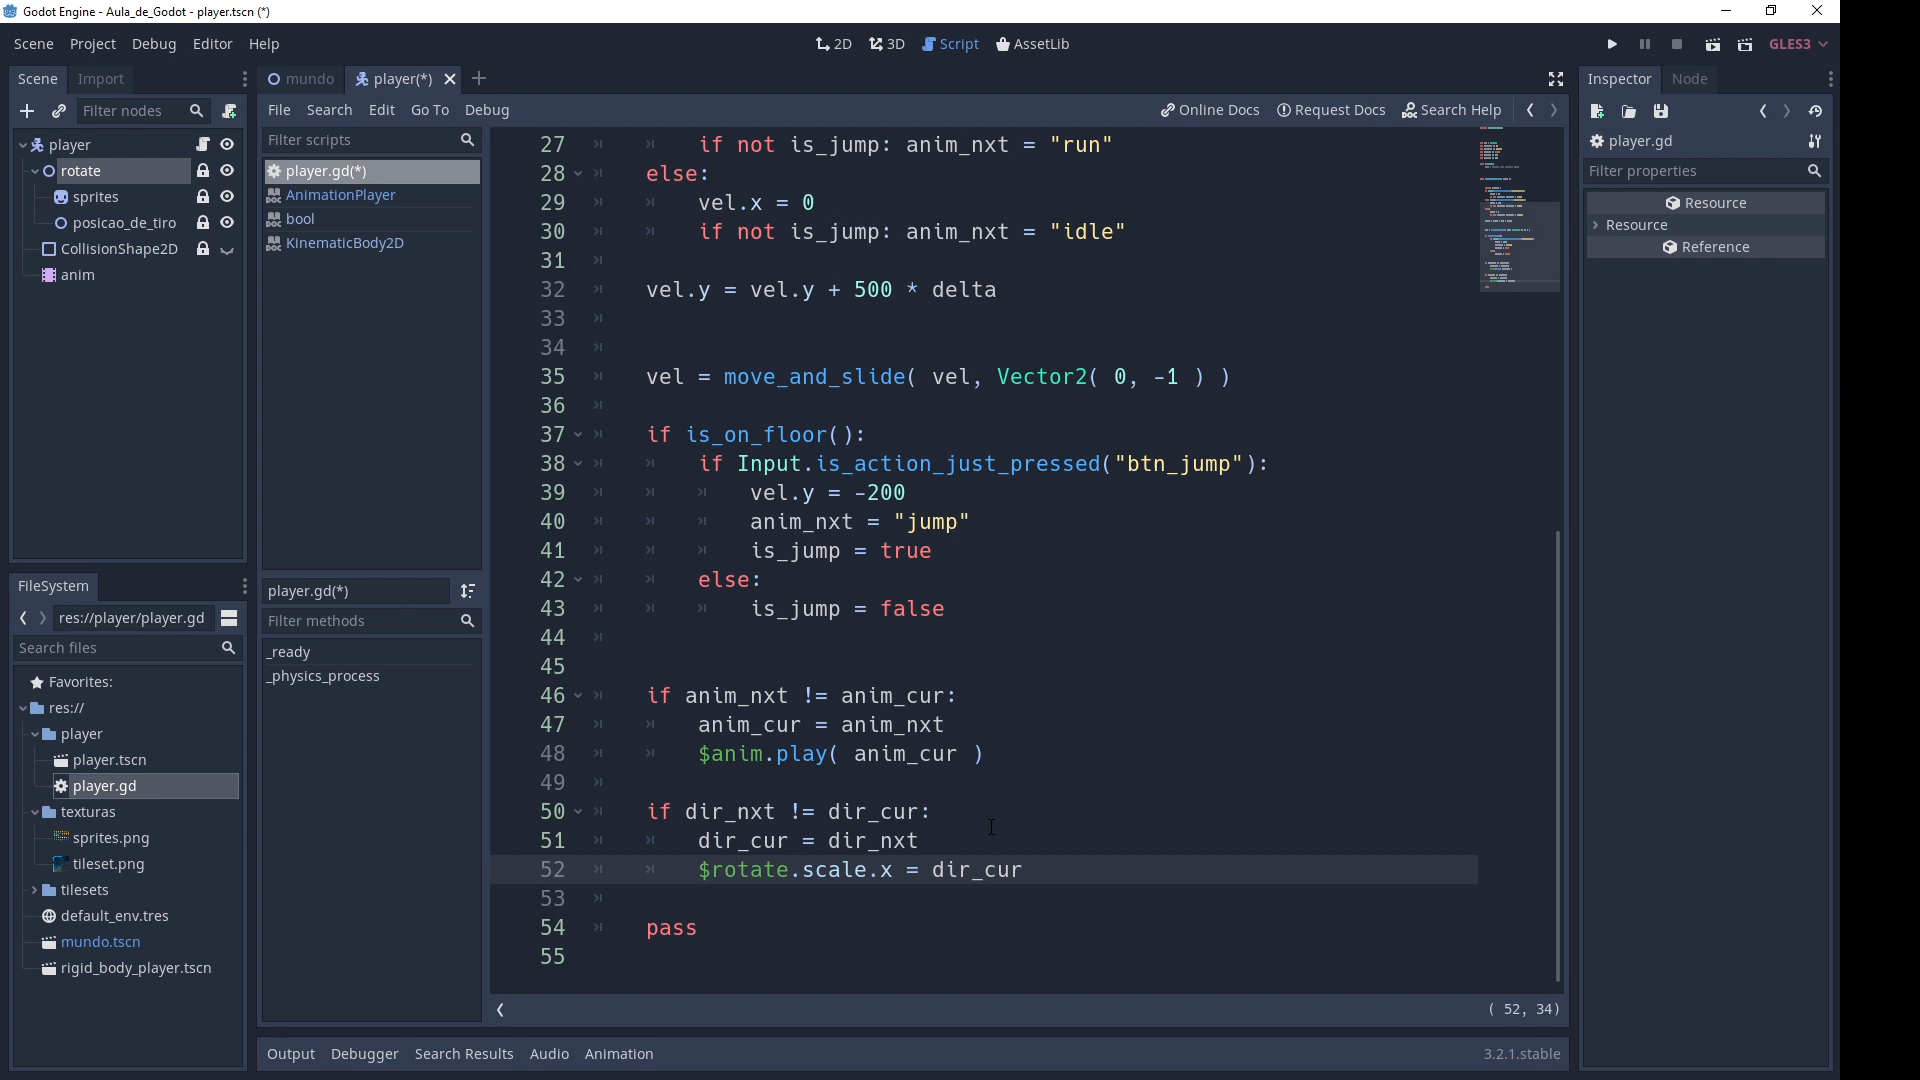 Godot Engine - Aula_de_Godot - player.tscn (*)
Scene Project Debug Editor Help
2D 3D Script AssetLib
GLES3
Scene Import
Filter nodes
player
rotate
sprites
posicao_de_tiro
CollisionShape2D
anim
FileSystem
res://player/player.gd
Search files
Favorites:
res://
player
player.tscn
player.gd
texturas
sprites.png
tileset.png
tilesets
default_env.tres
mundo.tscn
rigid_body_player.tscn
mundo player(*)
File Search Edit Go To Debug
Online Docs Request Docs Search Help
Filter scripts
player.gd(*)
AnimationPlayer
bool
KinematicBody2D
player.gd(*)
Filter methods
_ready
_physics_process
27 if not is_jump: anim_nxt = "run"
28 else:
29 vel.x = 0
30 if not is_jump: anim_nxt = "idle"
31
32 vel.y = vel.y + 500 * delta
33
34
35 vel = move_and_slide( vel, Vector2( 0, -1 ) )
36
37 if is_on_floor():
38 if Input.is_action_just_pressed("btn_jump"):
39 vel.y = -200
40 anim_nxt = "jump"
41 is_jump = true
42 else:
43 is_jump = false
44
45
46 if anim_nxt != anim_cur:
47 anim_cur = anim_nxt
48 $anim.play( anim_cur )
49
50 if dir_nxt != dir_cur:
51 dir_cur = dir_nxt
52 $rotate.scale.x = dir_cur
53
54 pass
55
( 52, 34)
Output Debugger Search Results Audio Animation
3.2.1.stable
Inspector Node
player.gd
Filter properties
Resource
Resource
Reference